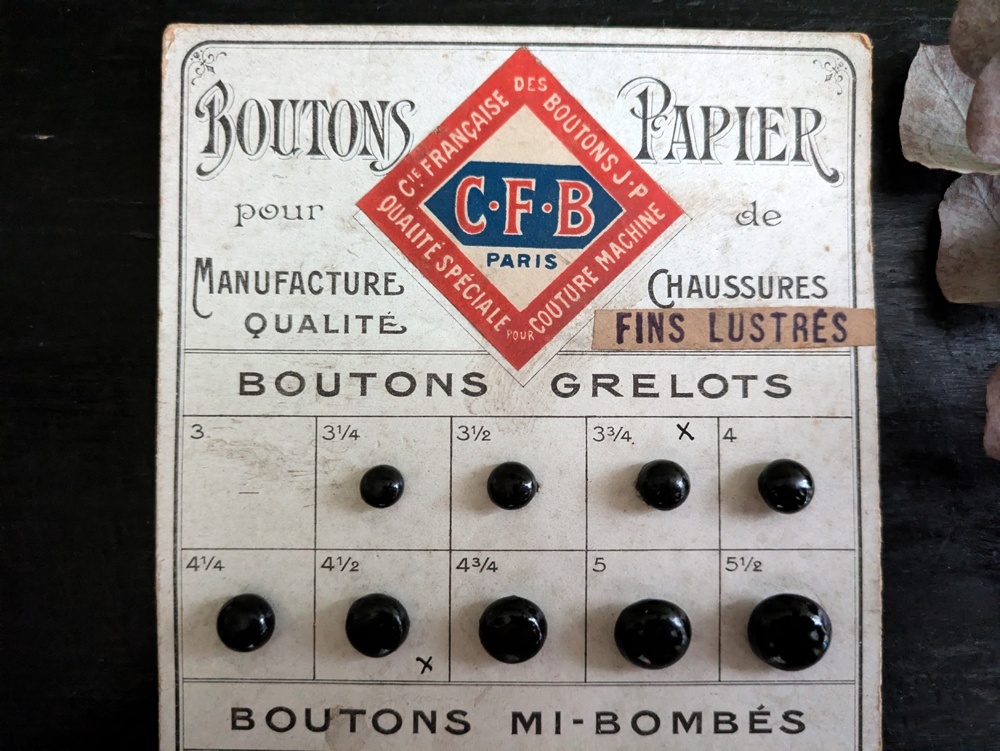 BOUTONS PAPIER
pour de
MANUFACTURE CHAUSSURES
QUALITÉ
FINS LUSTRÉS
CIE FRANÇAISE DES BOUTONS J·P
C·F·B
PARIS
QUALITÉ SPÉCIALE POUR COUTURE MACHINE
BOUTONS GRELOTS
3 3¼ 3½ 3¾ x 4
4¼ 4½ 4¾ 5 5½
x
BOUTONS MI-BOMBÉS